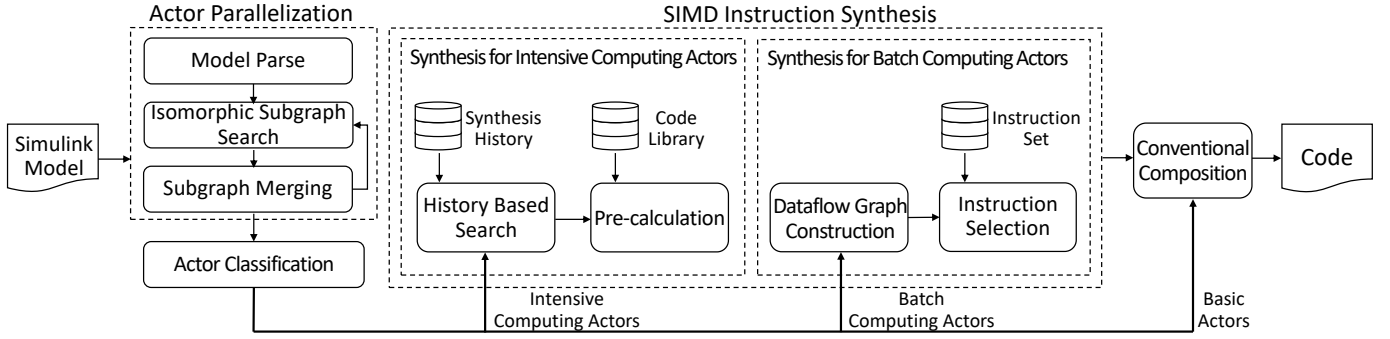 Actor Parallelization
SIMD Instruction Synthesis
Simulink
Model
Model Parse
Isomorphic Subgraph
Search
Subgraph Merging
Actor Classification
Synthesis for Intensive Computing Actors
Synthesis
History
Code
Library
History Based
Search
Pre-calculation
Synthesis for Batch Computing Actors
Instruction
Set
Dataflow Graph
Construction
Instruction
Selection
Conventional
Composition
Code
Intensive
Computing Actors
Batch
Computing Actors
Basic
Actors